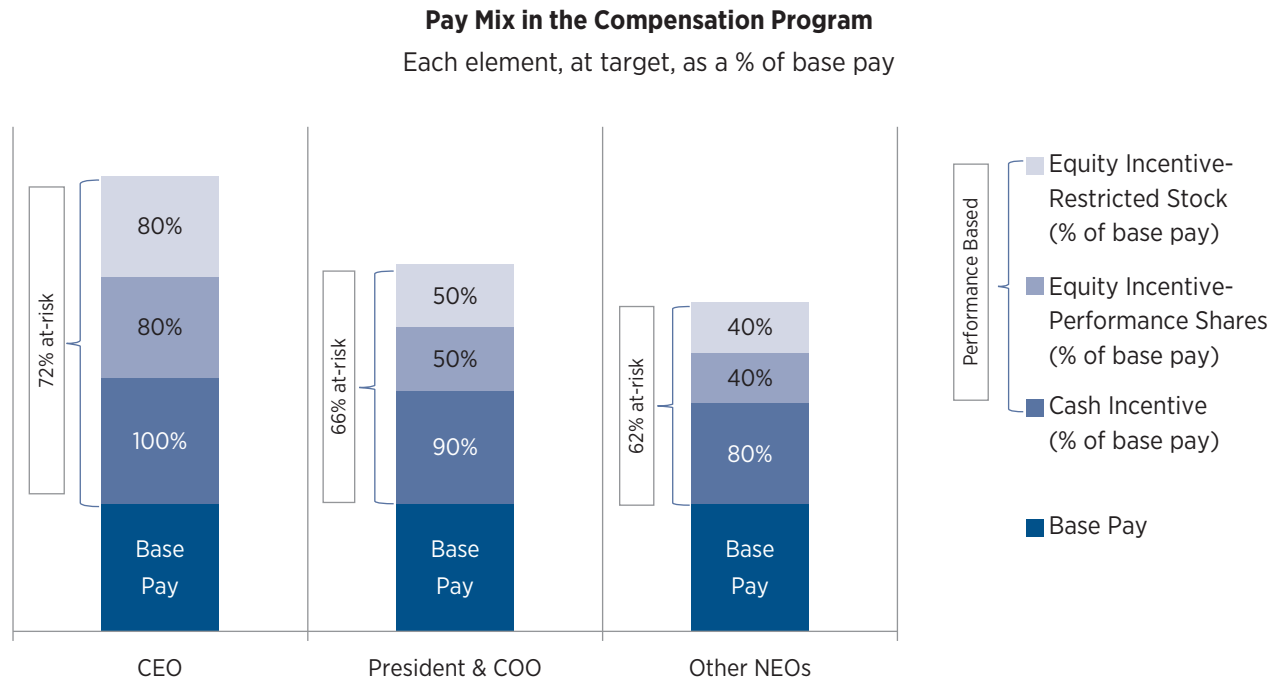 Pay Mix in the Compensation Program
Each element, at target, as a % of base pay
72% at-risk
80%
80%
100%
Base
Pay
CEO
66% at-risk
50%
50%
90%
Base
Pay
President & COO
62% at-risk
40%
40%
80%
Base
Pay
Other NEOs
Performance Based
Equity Incentive-
Restricted Stock
(% of base pay)
Equity Incentive-
Performance Shares
(% of base pay)
Cash Incentive
(% of base pay)
Base Pay